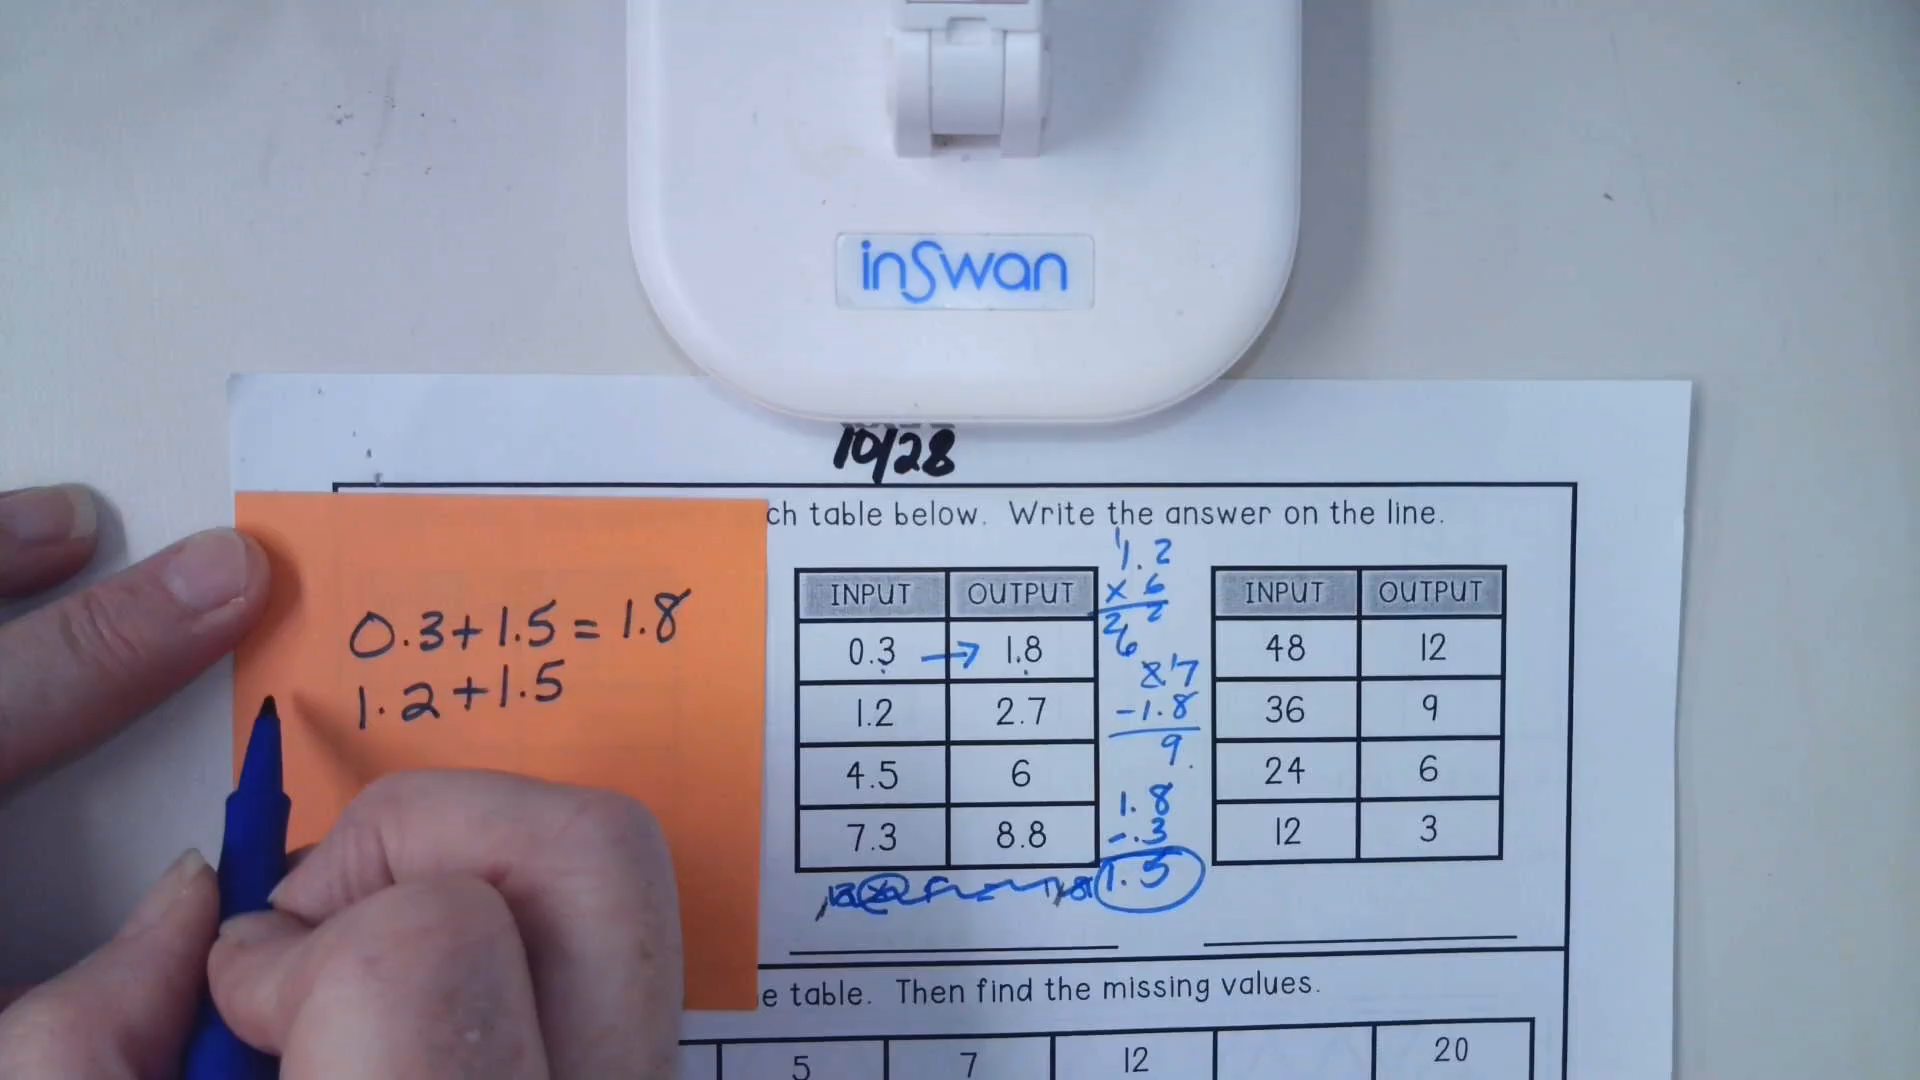 inSwan
10/28
ch table below. Write the answer on the line.
0.3+1.5=1.8
1.2+1.5
INPUT OUTPUT
0.3 → 1.8
1.2 2.7
4.5 6
7.3 8.8
1.2
x 6
2 2
6
- 1.8
9.
1.8
-.3
1.5
INPUT OUTPUT
48 12
36 9
24 6
12 3
e table. Then find the missing values.
5 7 12 20